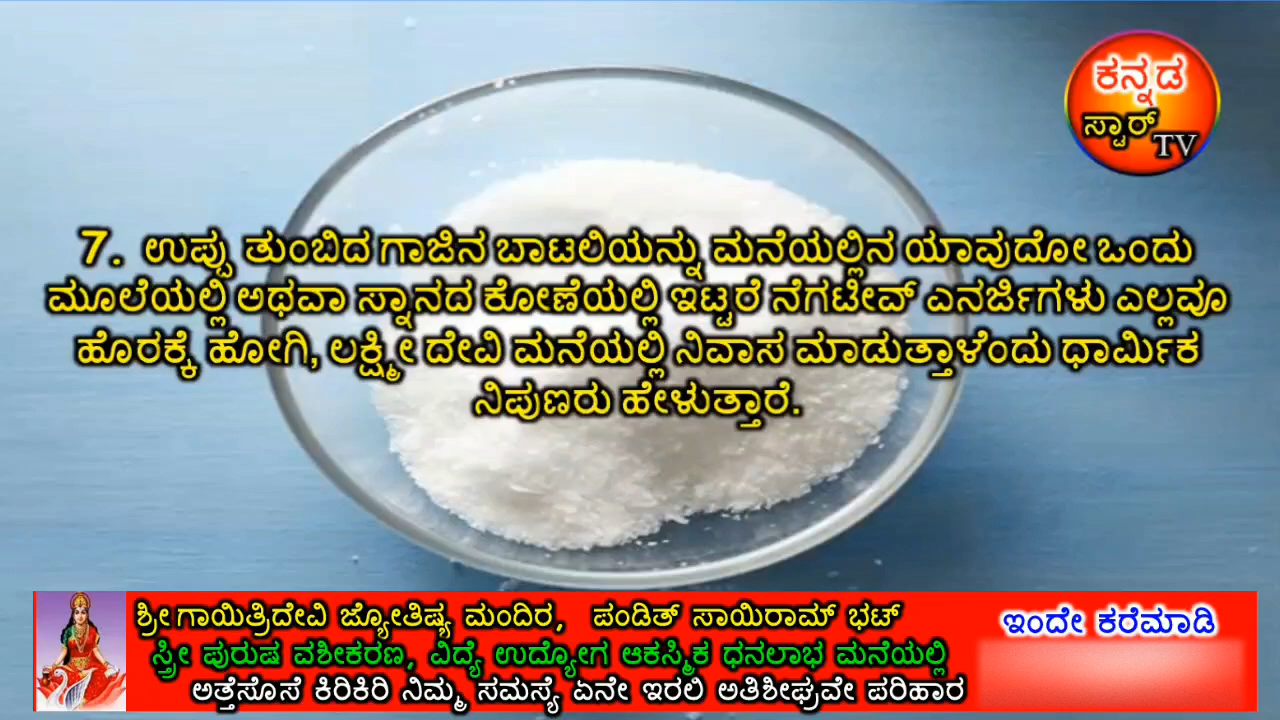 ಕನ್ನಡ
ಸ್ಟಾರ್
TV
7. ಉಪ್ಪು ತುಂಬಿದ ಗಾಜಿನ ಬಾಟಲಿಯನ್ನು ಮನೆಯಲ್ಲಿನ ಯಾವುದೋ ಒಂದು
ಮೂಲೆಯಲ್ಲಿ ಅಥವಾ ಸ್ನಾನದ ಕೋಣೆಯಲ್ಲಿ ಇಟ್ಟರೆ ನೆಗಟೀವ್ ಎನರ್ಜಿಗಳು ಎಲ್ಲವೂ
ಹೊರಕ್ಕೆ ಹೋಗಿ, ಲಕ್ಷ್ಮೀ ದೇವಿ ಮನೆಯಲ್ಲಿ ನಿವಾಸ ಮಾಡುತ್ತಾಳೆಂದು ಧಾರ್ಮಿಕ
ನಿಪುಣರು ಹೇಳುತ್ತಾರೆ.
ಶ್ರೀ ಗಾಯಿತ್ರಿದೇವಿ ಜ್ಯೋತಿಷ್ಯ ಮಂದಿರ, ಪಂಡಿತ್ ಸಾಯಿರಾಮ್ ಭಟ್
ಸ್ತ್ರೀ ಪುರುಷ ವಶೀಕರಣ, ವಿದ್ಯೆ ಉದ್ಯೋಗ ಆಕಸ್ಮಿಕ ಧನಲಾಭ ಮನೆಯಲ್ಲಿ
ಅತ್ತೆಸೊಸೆ ಕಿರಿಕಿರಿ ನಿಮ್ಮ ಸಮಸ್ಯೆ ಏನೇ ಇರಲಿ ಅತಿಶೀಘ್ರವೇ ಪರಿಹಾರ
ಇಂದೇ ಕರೆಮಾಡಿ